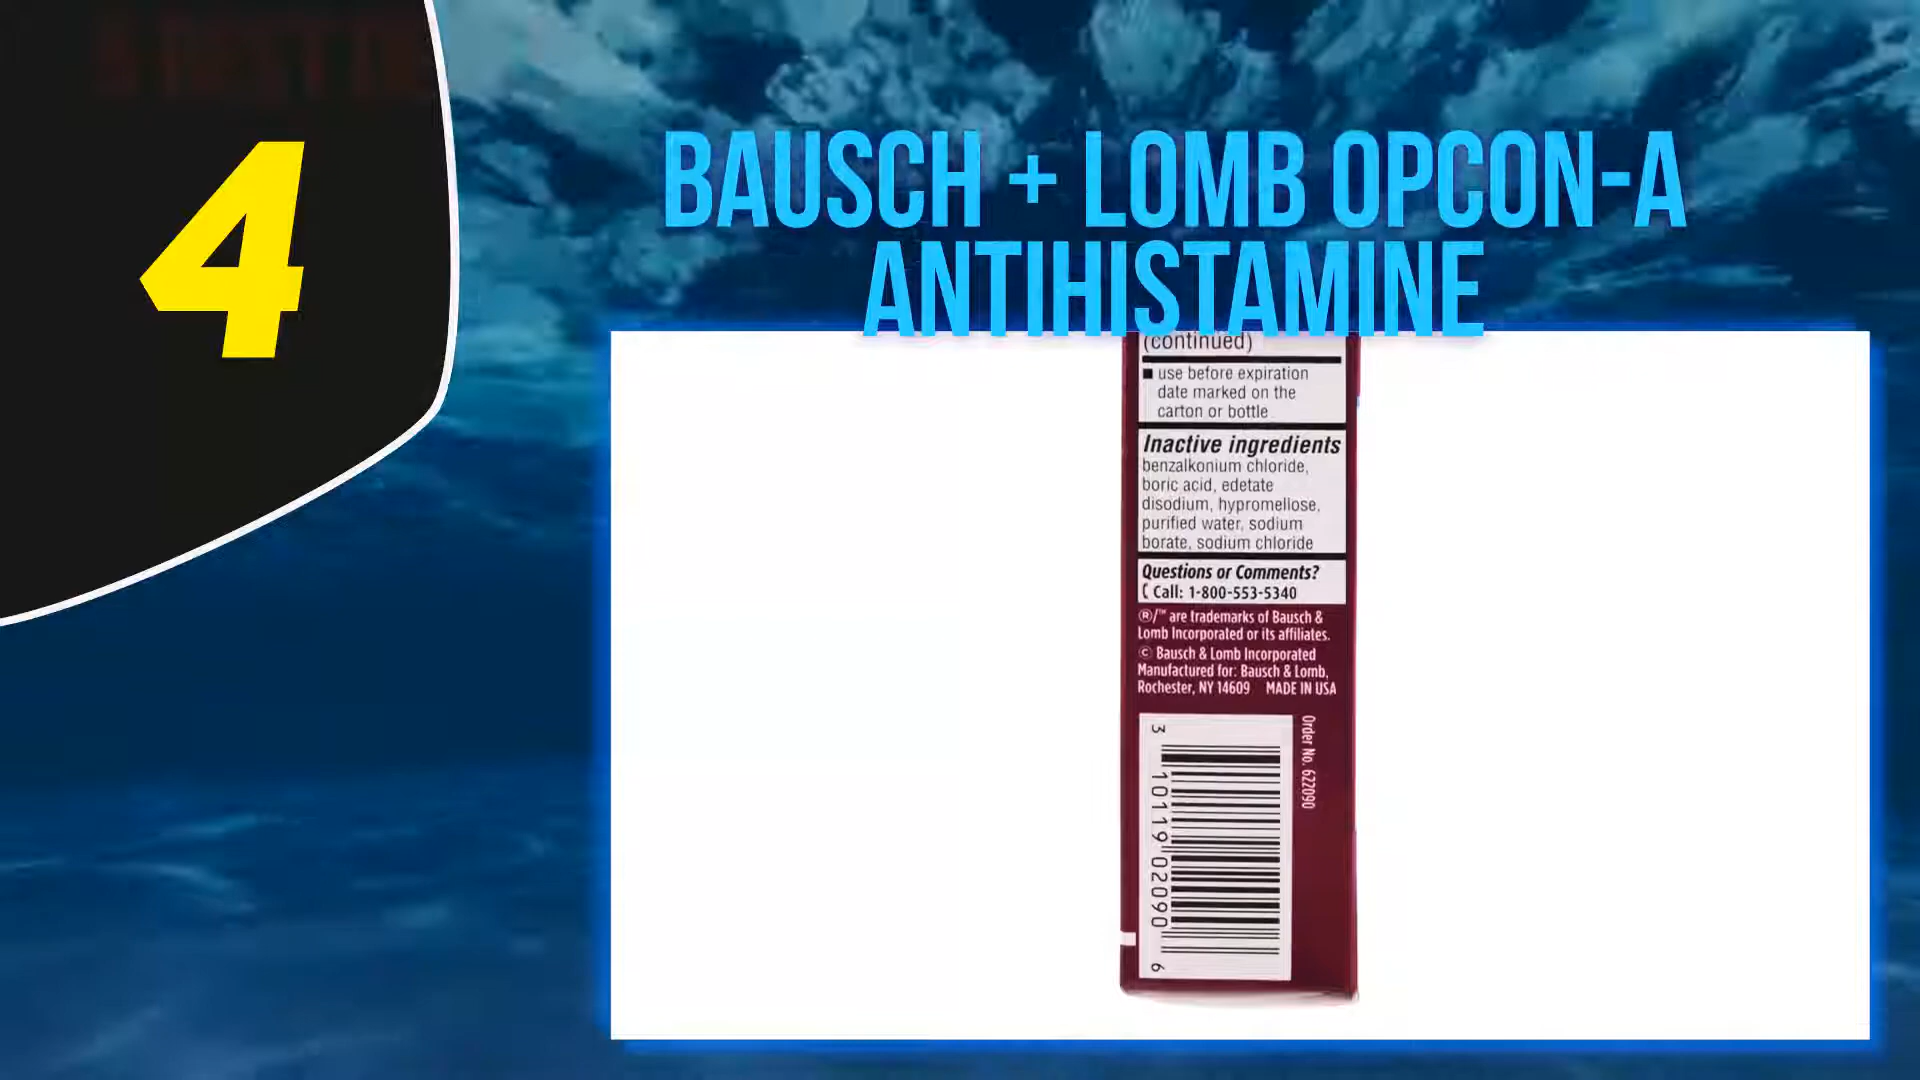 4
BAUSCH + LOMB OPCON-A
ANTIHISTAMINE
(continued)
■ use before expiration
date marked on the
carton or bottle
Inactive ingredients
benzalkonium chloride,
boric acid, edetate
disodium, hypromellose,
purified water, sodium
borate, sodium chloride
Questions or Comments?
Call: 1-800-553-5340
®/™ are trademarks of Bausch &
Lomb Incorporated or its affiliates.
© Bausch & Lomb Incorporated
Manufactured for: Bausch & Lomb,
Rochester, NY 14609 MADE IN USA
Order No. 622090
3 10119 02090 6